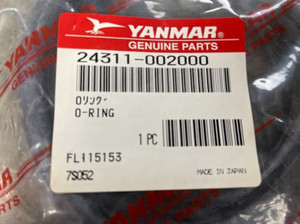 YANMAR
GENUINE PARTS
24311-002000
Oリング
O-RING
1 PC
FL115153
7S052
MADE IN JAPAN